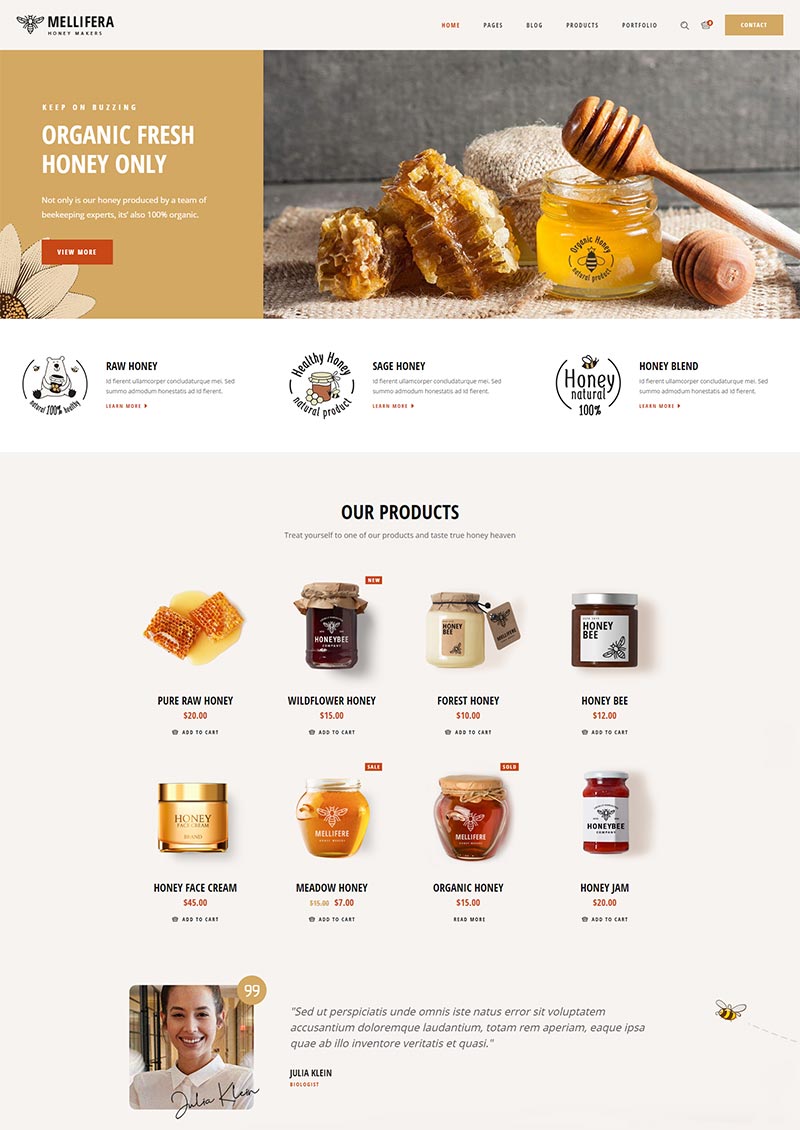 MELLIFERA
HONEY MAKERS
HOME PAGES BLOG PRODUCTS PORTFOLIO CONTACT
KEEP ON BUZZING
ORGANIC FRESH
HONEY ONLY
Not only is our honey produced by a team of
beekeeping experts, its' also 100% organic.
VIEW MORE
Organic Honey
natural product
natural 100% healthy
RAW HONEY
Id fierent ullamcorper concludaturque mei. Sed
summo admodum honestatis ad Id fierent.
LEARN MORE
Healthy Honey
natural product
SAGE HONEY
Id fierent ullamcorper concludaturque mei. Sed
summo admodum honestatis ad Id fierent.
LEARN MORE
Honey
natural
100%
HONEY BLEND
Id fierent ullamcorper concludaturque mei. Sed
summo admodum honestatis ad Id fierent.
LEARN MORE
OUR PRODUCTS
Treat yourself to one of our products and taste true honey heaven
NEW
HONEYBEE
COMPANY
HONEY
BEE
MELLIFERE
HONEY
BEE
PURE RAW HONEY
$20.00
ADD TO CART
WILDFLOWER HONEY
$15.00
ADD TO CART
FOREST HONEY
$10.00
ADD TO CART
HONEY BEE
$12.00
ADD TO CART
SALE
SOLD
HONEY
FACE CREAM
BRAND
MELLIFERE
HONEY MAKERS
MELLIFERE
HONEY MAKERS
HONEYBEE
COMPANY
HONEY FACE CREAM
$45.00
ADD TO CART
MEADOW HONEY
$15.00 $7.00
ADD TO CART
ORGANIC HONEY
$15.00
READ MORE
HONEY JAM
$20.00
ADD TO CART
"Sed ut perspiciatis unde omnis iste natus error sit voluptatem
accusantium doloremque laudantium, totam rem aperiam, eaque ipsa
quae ab illo inventore veritatis et quasi."
JULIA KLEIN
BIOLOGIST
Julia Klein